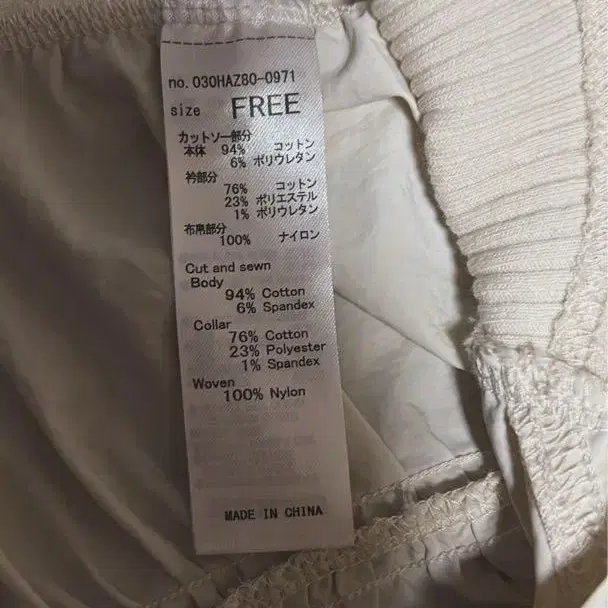 no. 030HAZ80-0971
size FREE
カットソー部分
本体 94% コットン
6% ポリウレタン
衿部分
76% コットン
23% ポリエステル
1% ポリウレタン
布帛部分
100% ナイロン
Cut and sewn
Body
94% Cotton
6% Spandex
Collar
76% Cotton
23% Polyester
1% Spandex
Woven
100% Nylon
MADE IN CHINA